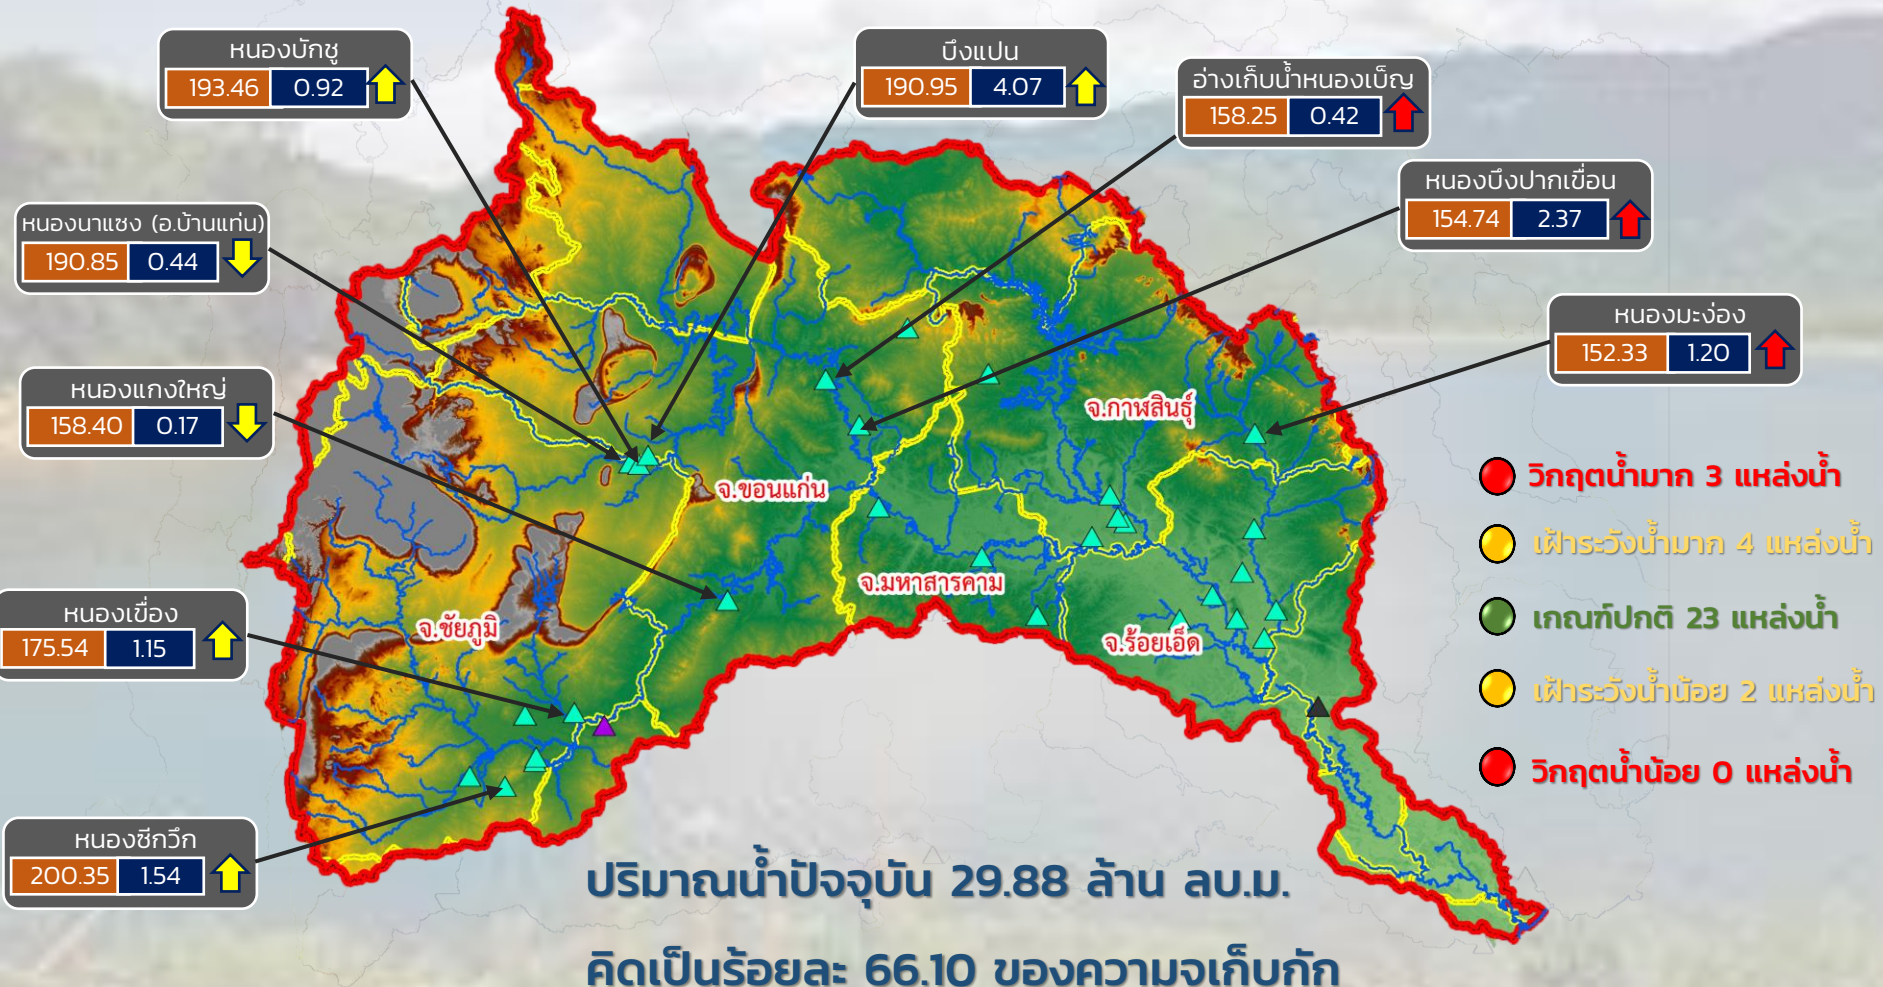 หนองบักชู
193.46 0.92
บึงแปน
190.95 4.07
อ่างเก็บน้ำหนองเบ็ญ
158.25 0.42
หนองบึงปากเขื่อน
154.74 2.37
หนองนาแซง (อ.บ้านแท่น)
190.85 0.44
หนองมะง่อง
152.33 1.20
หนองแกงใหญ่
158.40 0.17
จ.กาฬสินธุ์
จ.ขอนแก่น
วิกฤตน้ำมาก 3 แหล่งน้ำ
เฝ้าระวังน้ำมาก 4 แหล่งน้ำ
จ.มหาสารคาม
หนองเขื่อง
175.54 1.15
จ.ชัยภูมิ
จ.ร้อยเอ็ด
เกณฑ์ปกติ 23 แหล่งน้ำ
เฝ้าระวังน้ำน้อย 2 แหล่งน้ำ
วิกฤตน้ำน้อย 0 แหล่งน้ำ
หนองซีกวึก
200.35 1.54
ปริมาณน้ำปัจจุบัน 29.88 ล้าน ลบ.ม.
คิดเป็นร้อยละ 66.10 ของความจุเก็บกัก